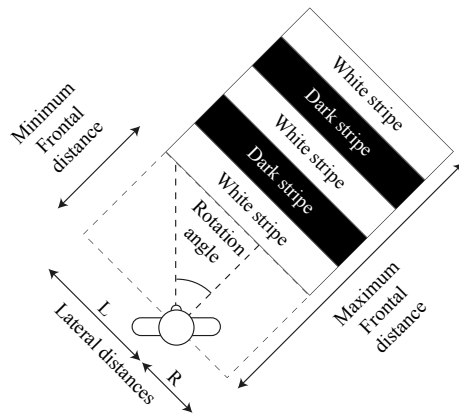 White stripe
Dark stripe
White stripe
Dark stripe
White stripe
Minimum
Frontal
distance
Rotation
angle
L
R
Lateral distances
Maximum
Frontal
distance